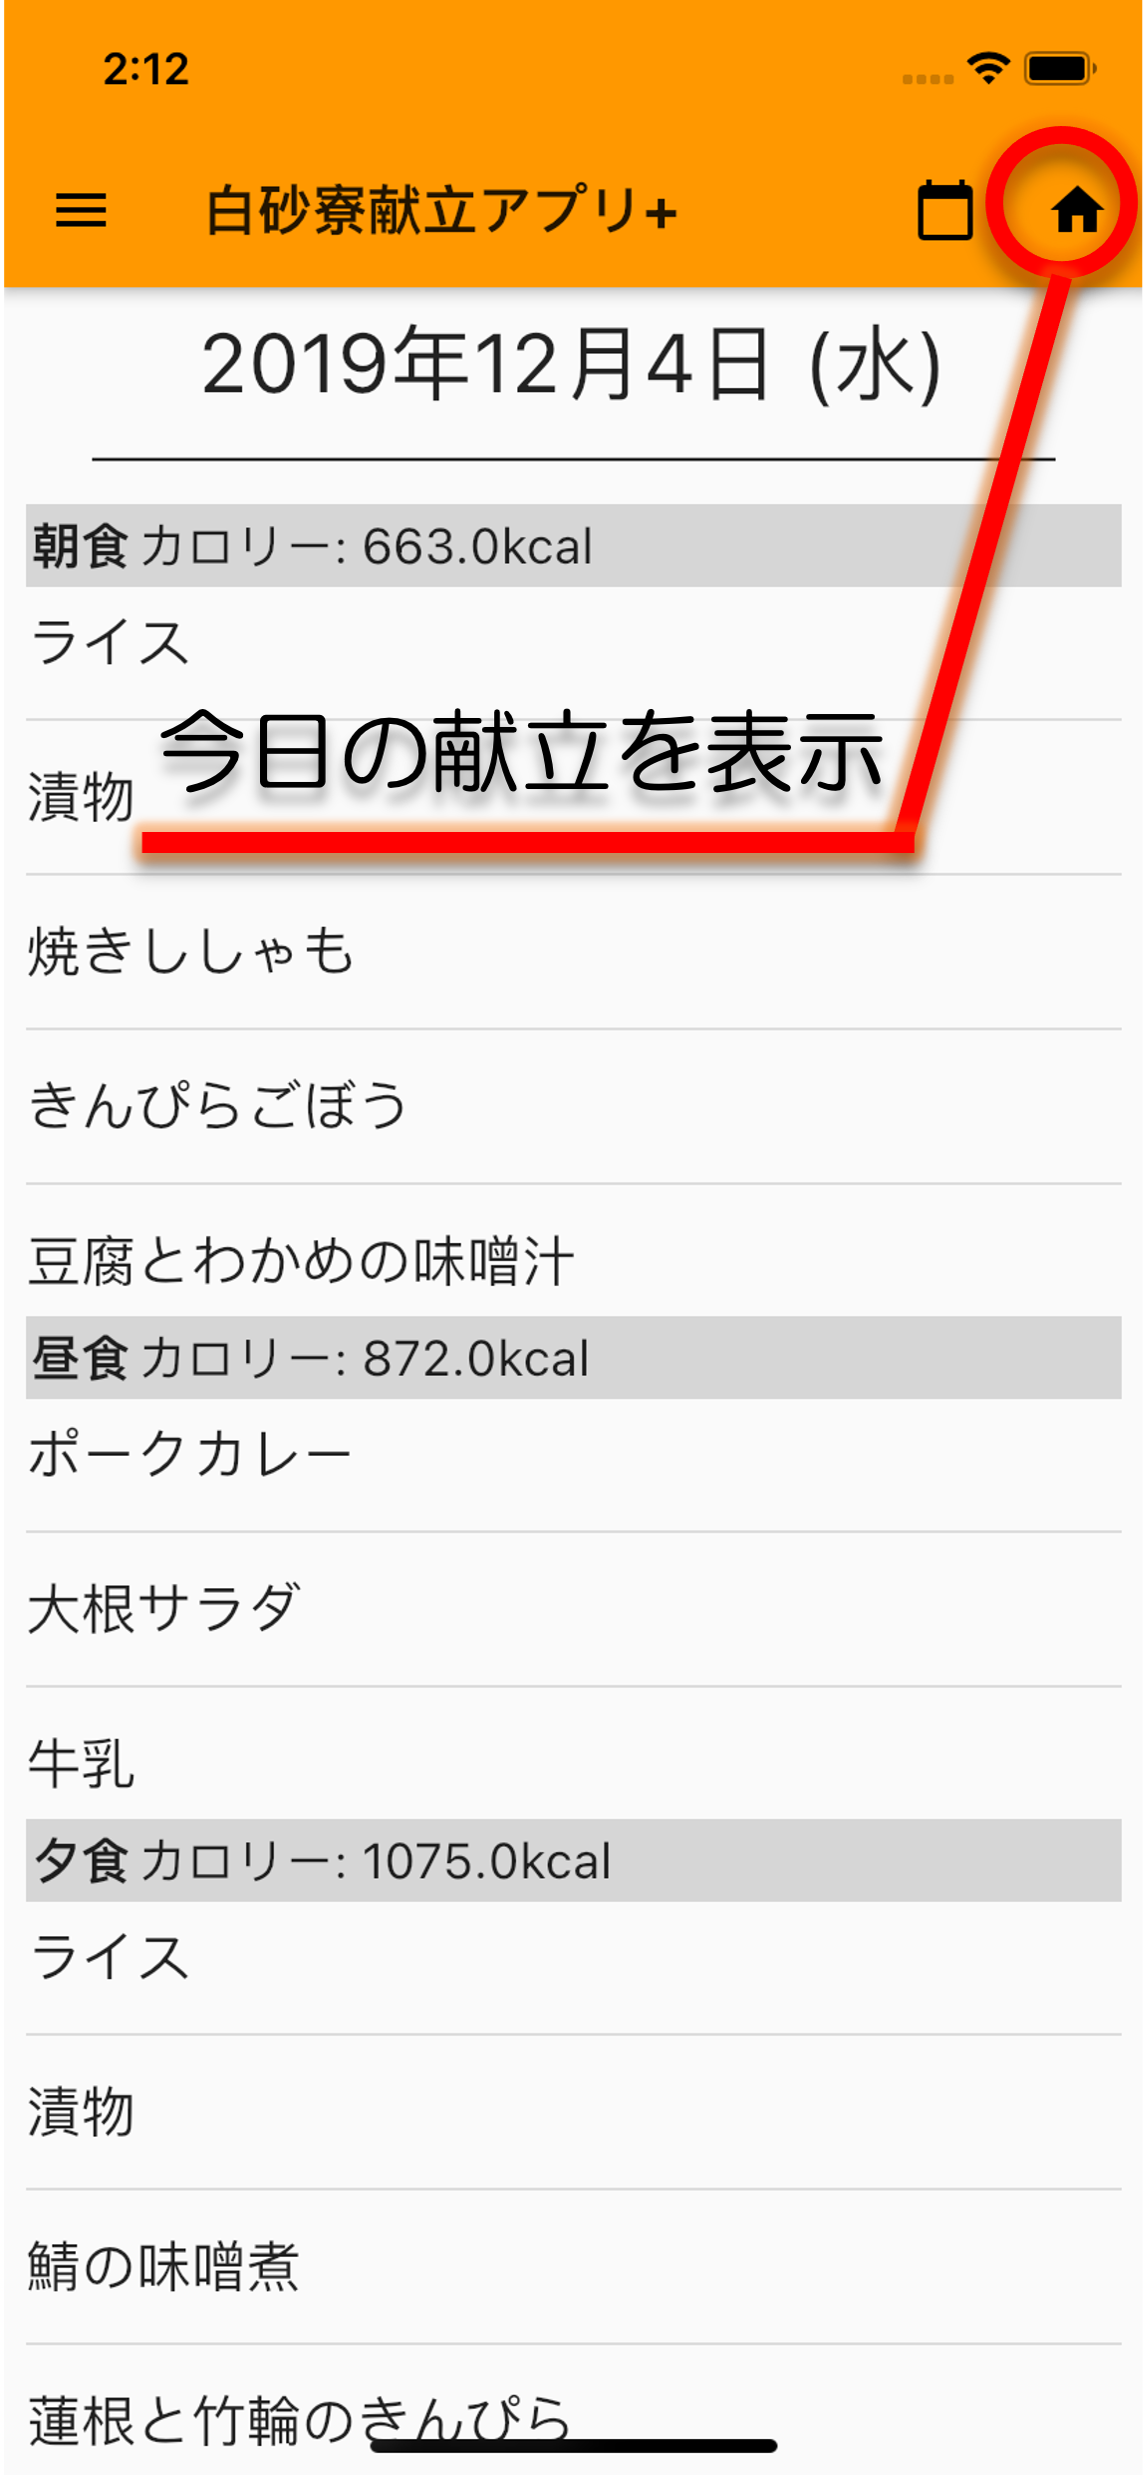 2:12
白砂寮献立アプリ+
2019年12月4日 (水)
朝食 カロリー: 663.0kcal
ライス
今日の献立を表示
漬物
焼きししゃも
きんぴらごぼう
豆腐とわかめの味噌汁
昼食 カロリー: 872.0kcal
ポークカレー
大根サラダ
牛乳
夕食 カロリー: 1075.0kcal
ライス
漬物
鯖の味噌煮
蓮根と竹輪のきんぴら